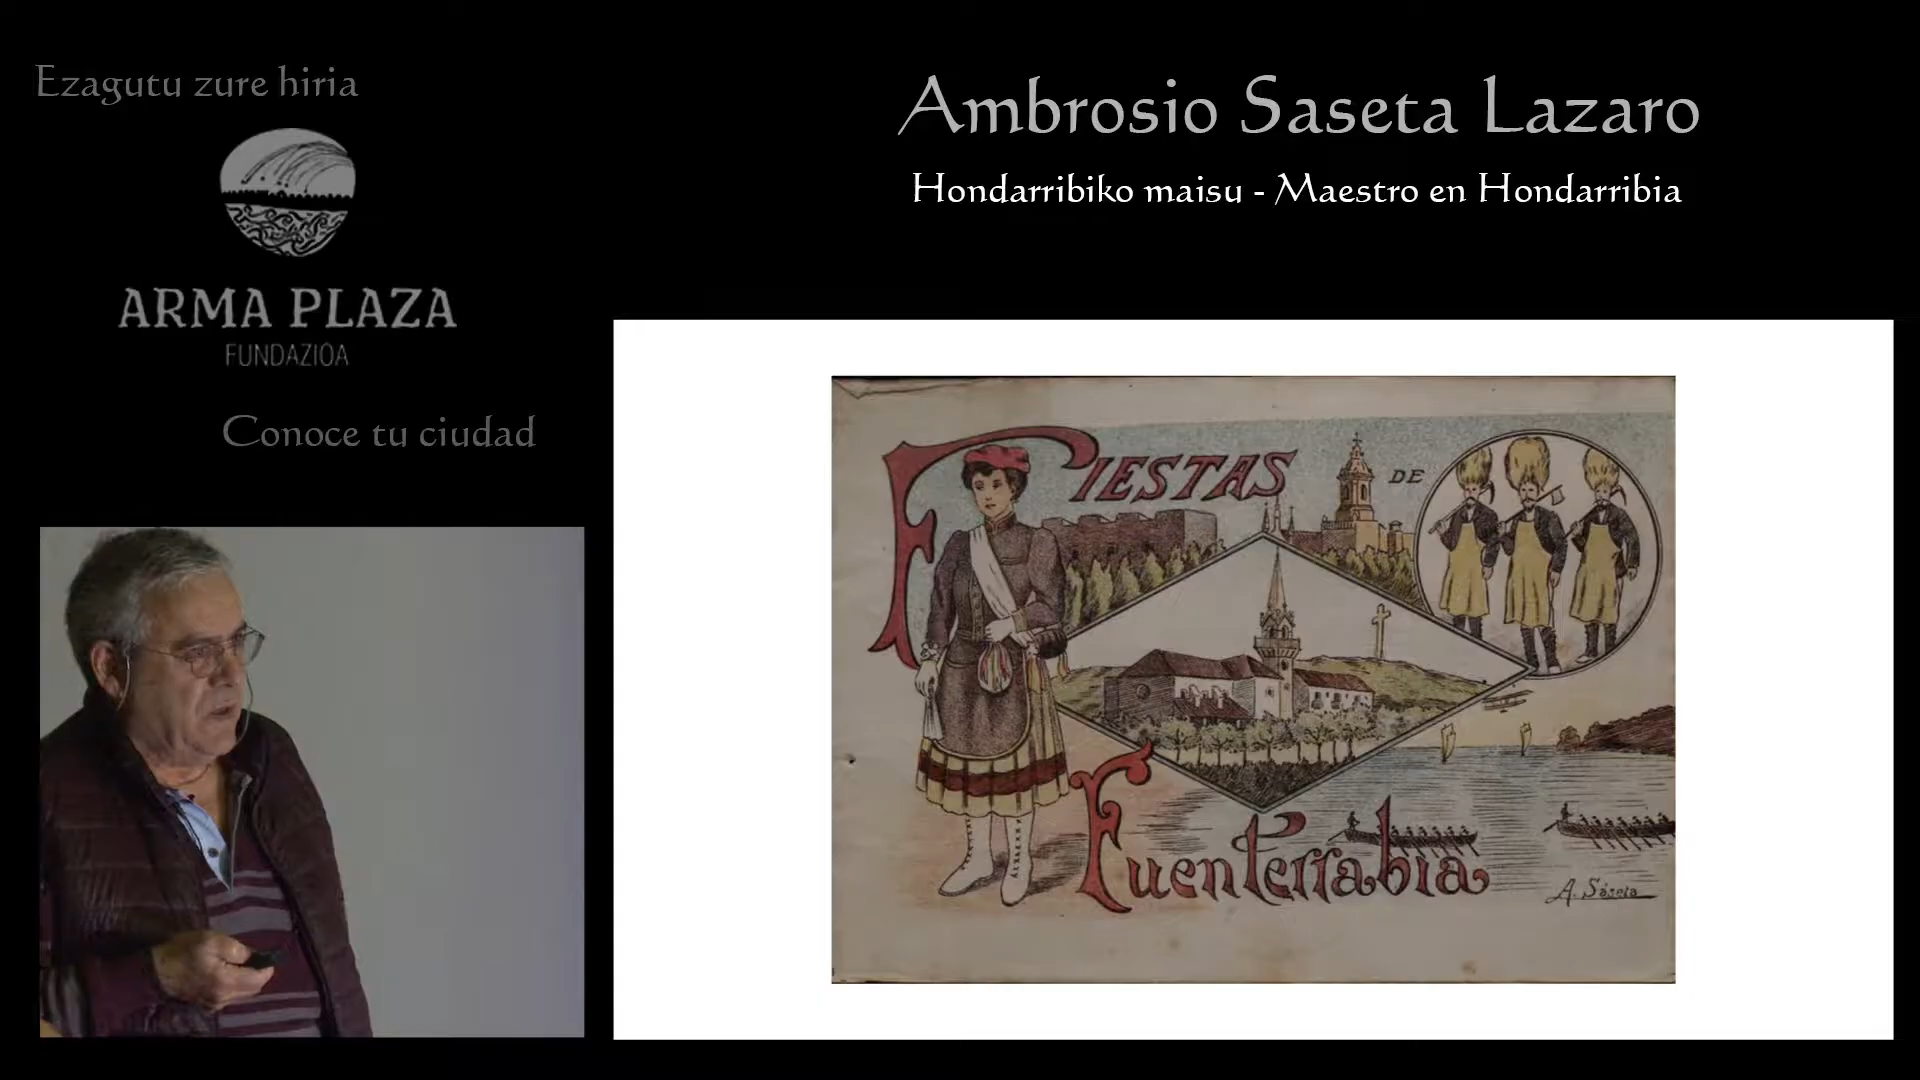 Ezagutu zure hiria
ARMA PLAZA
FUNDAZIOA
Conoce tu ciudad
Ambrosio Saseta Lazaro
Hondarribiko maisu - Maestro en Hondarribia
FIESTAS DE
Fuenterrabia
A. Sáseta